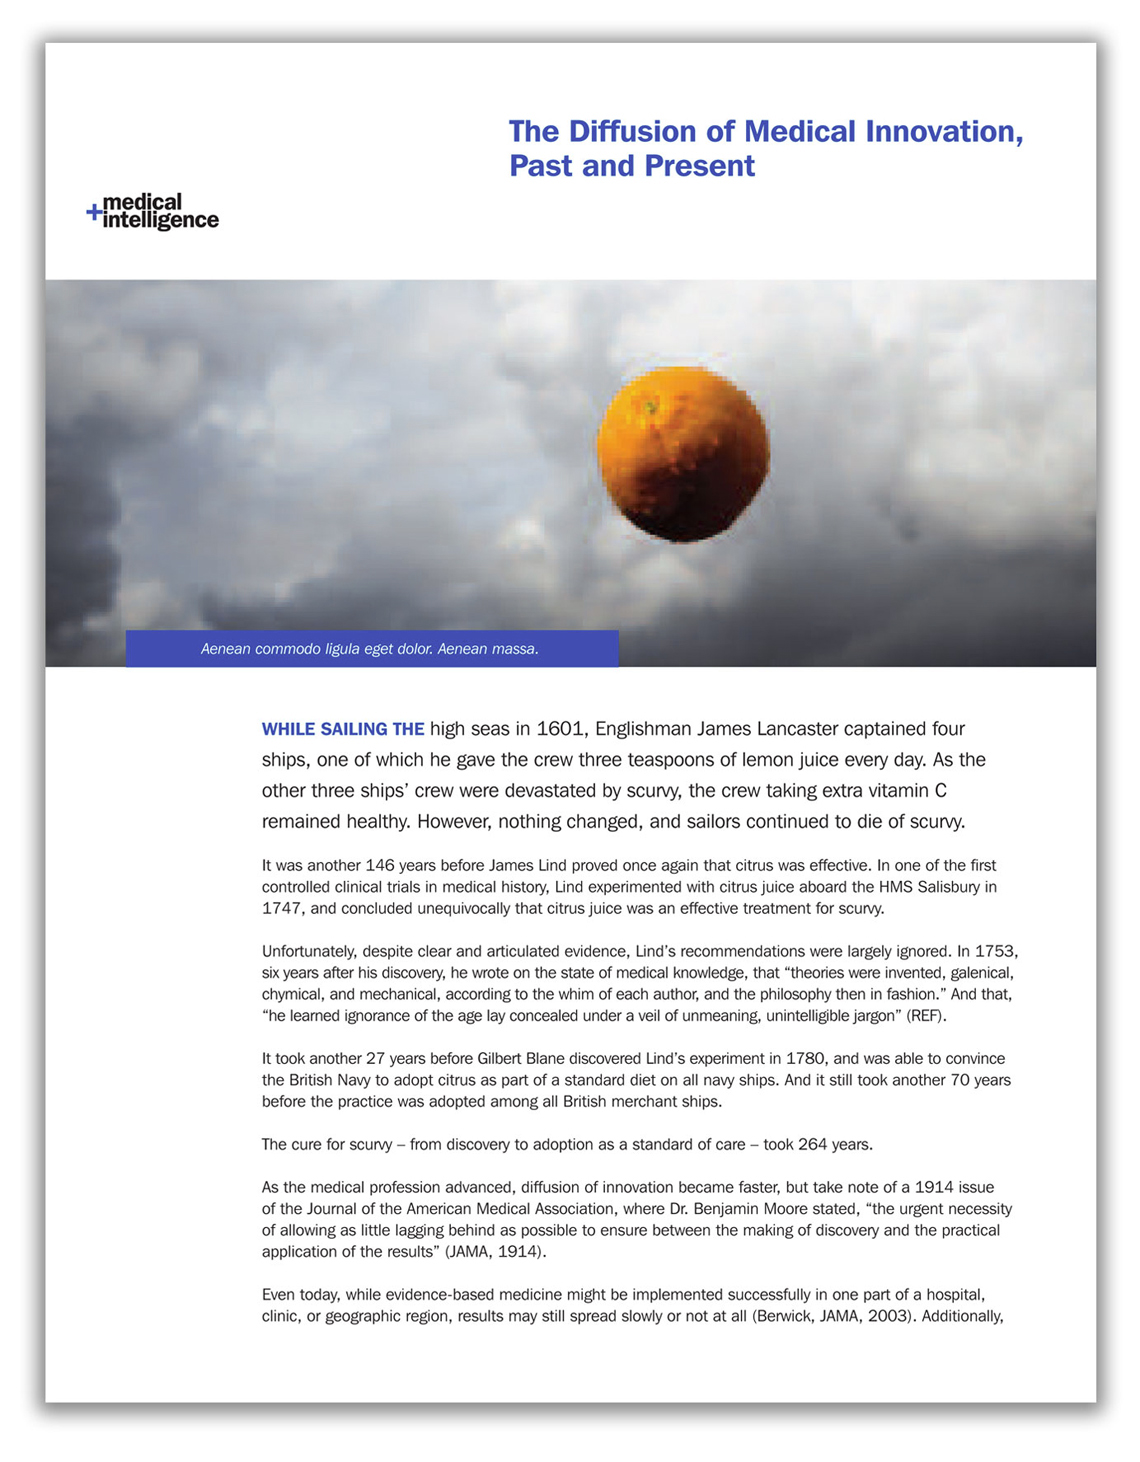 The Diffusion of Medical Innovation,
Past and Present
+medical
intelligence
Aenean commodo ligula eget dolor. Aenean massa.
WHILE SAILING THE high seas in 1601, Englishman James Lancaster captained four
ships, one of which he gave the crew three teaspoons of lemon juice every day. As the
other three ships’ crew were devastated by scurvy, the crew taking extra vitamin C
remained healthy. However, nothing changed, and sailors continued to die of scurvy.
It was another 146 years before James Lind proved once again that citrus was effective. In one of the first
controlled clinical trials in medical history, Lind experimented with citrus juice aboard the HMS Salisbury in
1747, and concluded unequivocally that citrus juice was an effective treatment for scurvy.
Unfortunately, despite clear and articulated evidence, Lind’s recommendations were largely ignored. In 1753,
six years after his discovery, he wrote on the state of medical knowledge, that “theories were invented, galenical,
chymical, and mechanical, according to the whim of each author, and the philosophy then in fashion.” And that,
“he learned ignorance of the age lay concealed under a veil of unmeaning, unintelligible jargon” (REF).
It took another 27 years before Gilbert Blane discovered Lind’s experiment in 1780, and was able to convince
the British Navy to adopt citrus as part of a standard diet on all navy ships. And it still took another 70 years
before the practice was adopted among all British merchant ships.
The cure for scurvy – from discovery to adoption as a standard of care – took 264 years.
As the medical profession advanced, diffusion of innovation became faster, but take note of a 1914 issue
of the Journal of the American Medical Association, where Dr. Benjamin Moore stated, “the urgent necessity
of allowing as little lagging behind as possible to ensure between the making of discovery and the practical
application of the results” (JAMA, 1914).
Even today, while evidence-based medicine might be implemented successfully in one part of a hospital,
clinic, or geographic region, results may still spread slowly or not at all (Berwick, JAMA, 2003). Additionally,